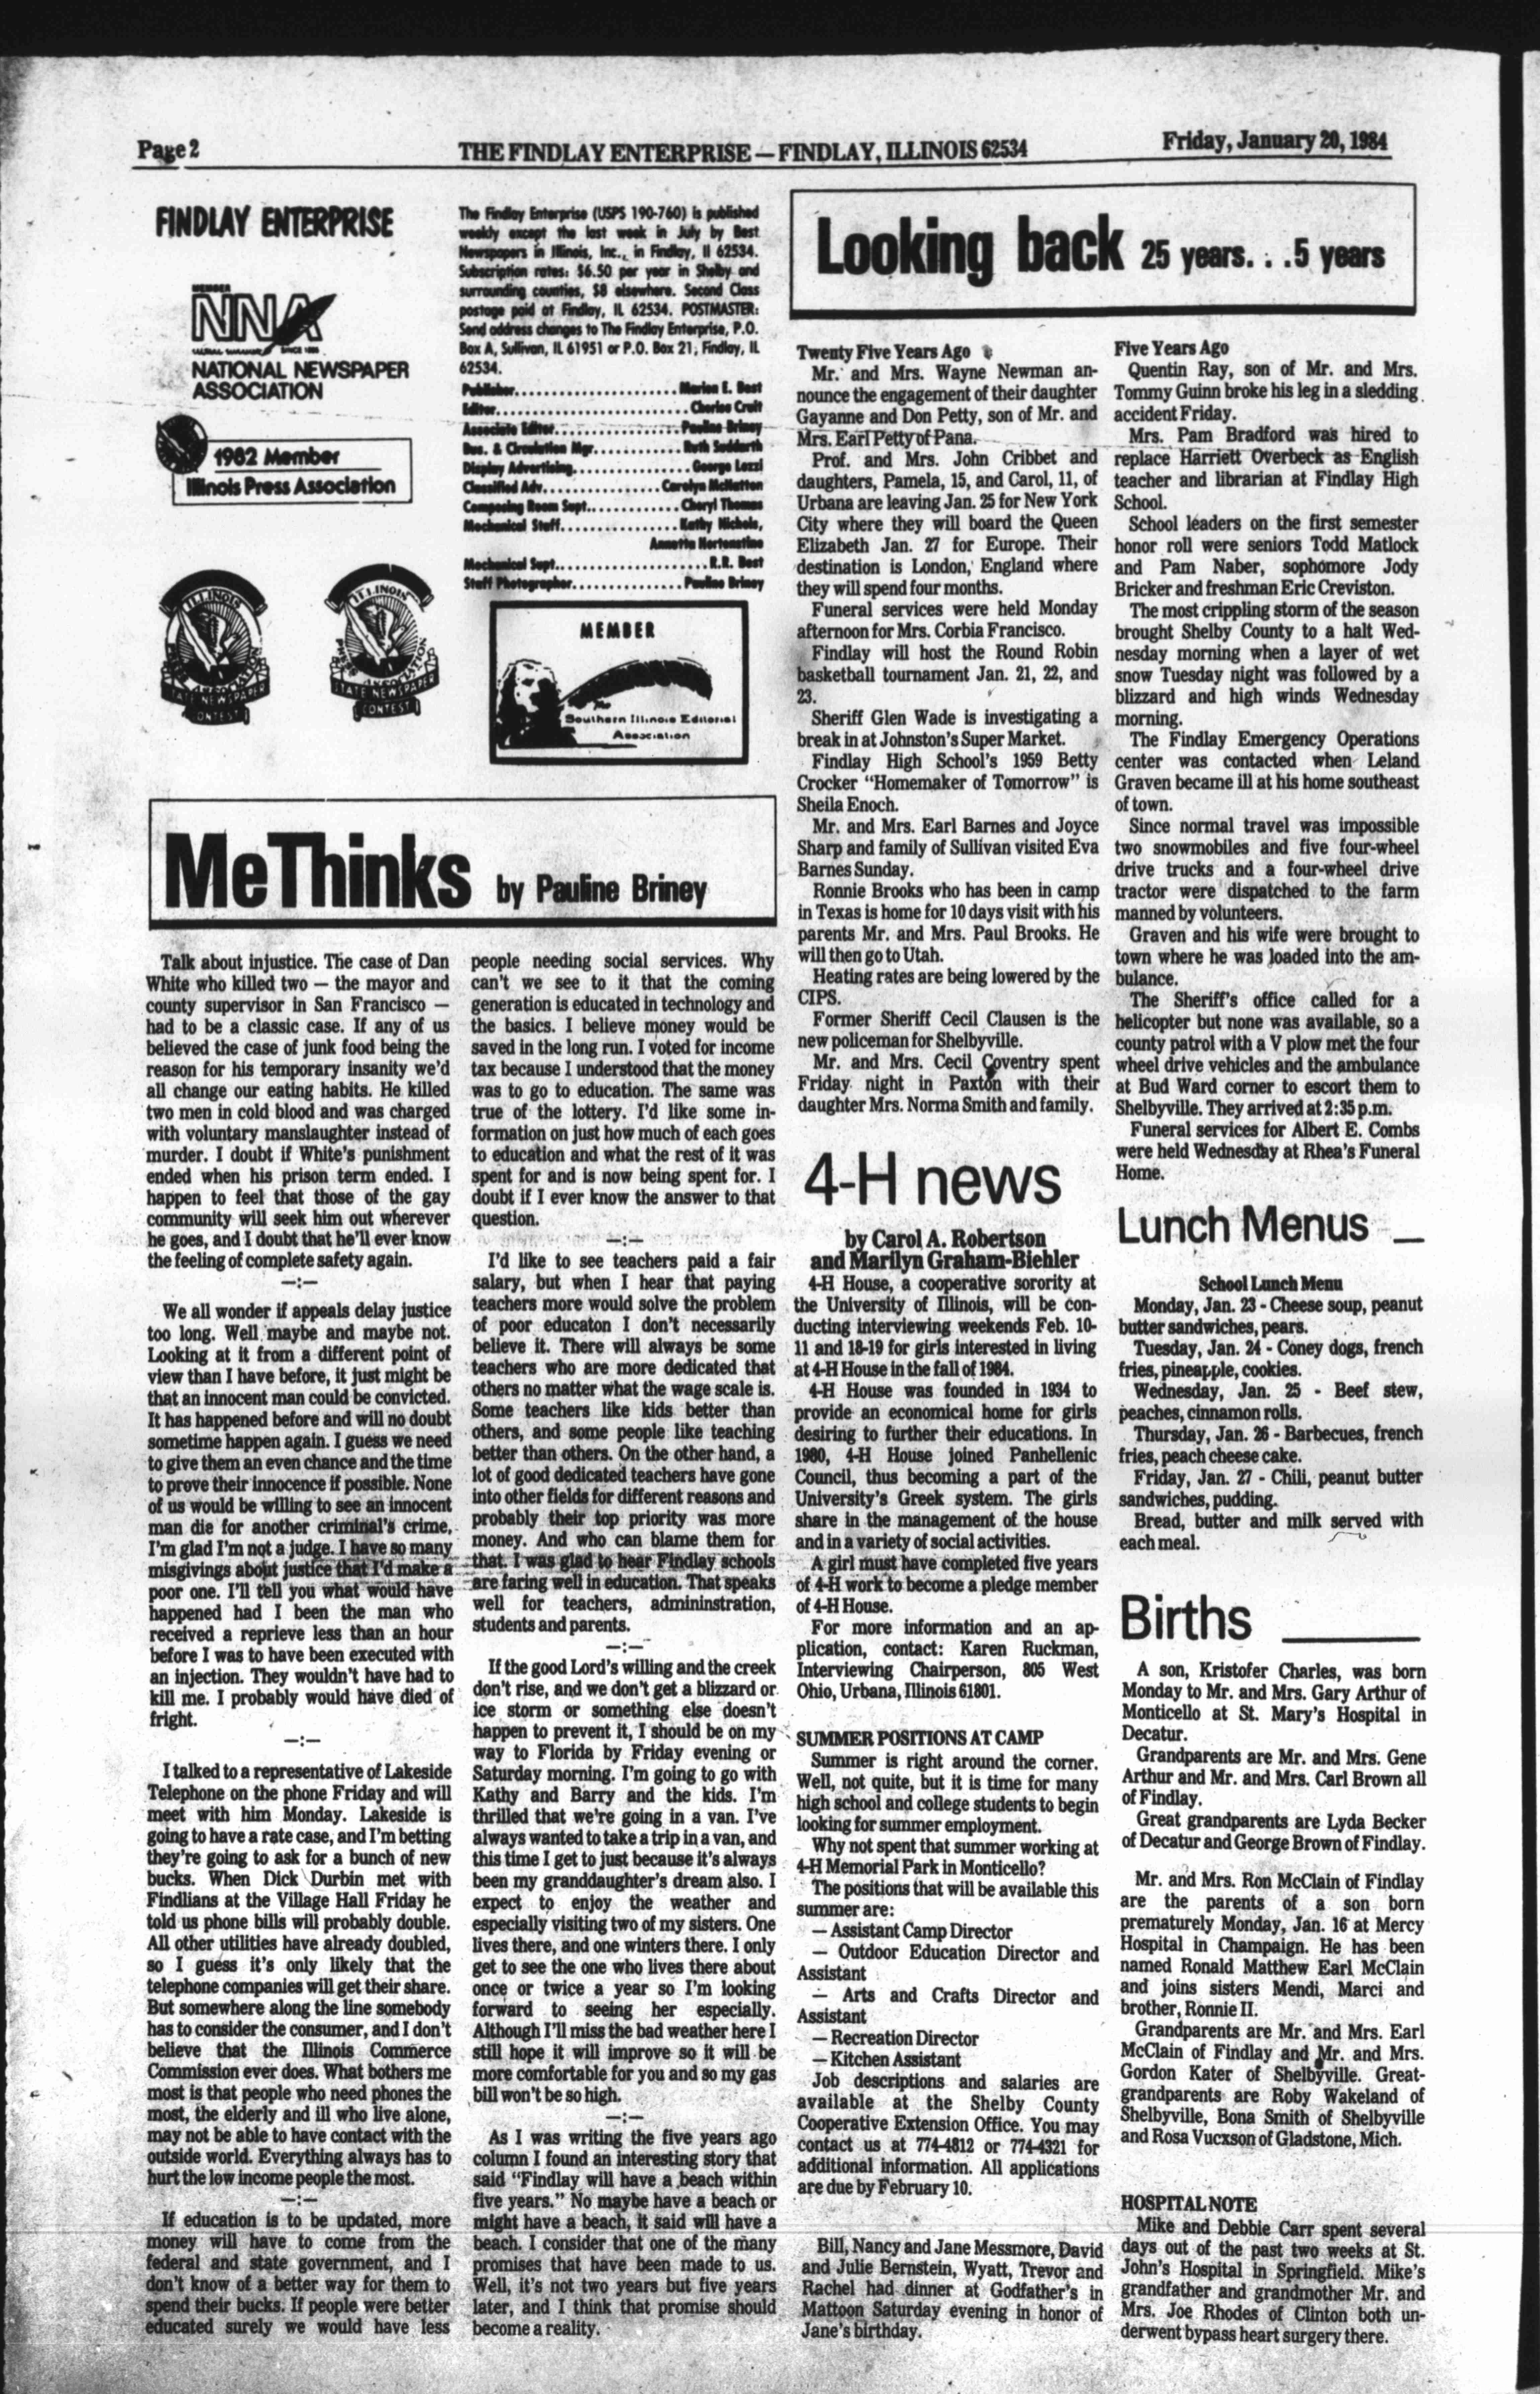 Page 2
THE FINDLAY ENTERPRISE — FINDLAY, ILLINOIS 62534
Friday, January 20, 1984
FINDLAY ENTERPRISE
MEMBER
NNA
SINCE 1885
NATIONAL NEWSPAPER
ASSOCIATION
1982 Member
Illinois Press Association
ILLINOIS
PRESS ASSOCIATION
STATE NEWSPAPER
CONTEST
ILLINOIS
PRESS ASSOCIATION
STATE NEWSPAPER
CONTEST
The Findlay Enterprise (USPS 190-760) is published
weekly except the last week in July by Best
Newspapers in Illinois, Inc., in Findlay, Il 62534.
Subscription rates: $6.50 per year in Shelby and
surrounding counties, $8 elsewhere. Second Class
postage paid at Findlay, IL 62534. POSTMASTER:
Send address changes to The Findlay Enterprise, P.O.
Box A, Sullivan, IL 61951 or P.O. Box 21, Findlay, IL
62534.
Publisher. . . . . . . . . . . . . . . . . . . . . . Marion E. Best
Editor. . . . . . . . . . . . . . . . . . . . . . . . . Charles Cruit
Associate Editor. . . . . . . . . . . . . . . . . Pauline Briney
Bus. & Circulation Mgr. . . . . . . . . . . . Ruth Suddarth
Display Advertising. . . . . . . . . . . . . . . George Lozzi
Classified Adv. . . . . . . . . . . . . . . Carolyn McNutton
Composing Room Supt. . . . . . . . . . . . Cheryl Thomas
Mechanical Staff. . . . . . . . . . . . . . . Kathy Nichols,
Annette Hortenstine
Mechanical Supt. . . . . . . . . . . . . . . . . . . . R.R. Best
Staff Photographer. . . . . . . . . . . . . . Pauline Briney
MEMBER
The
Southern Illinois Editorial
Association
MeThinks by Pauline Briney
Talk about injustice. The case of Dan
White who killed two — the mayor and
county supervisor in San Francisco —
had to be a classic case. If any of us
believed the case of junk food being the
reason for his temporary insanity we'd
all change our eating habits. He killed
two men in cold blood and was charged
with voluntary manslaughter instead of
murder. I doubt if White's punishment
ended when his prison term ended. I
happen to feel that those of the gay
community will seek him out wherever
he goes, and I doubt that he'll ever know
the feeling of complete safety again.
—:—
We all wonder if appeals delay justice
too long. Well maybe and maybe not.
Looking at it from a different point of
view than I have before, it just might be
that an innocent man could be convicted.
It has happened before and will no doubt
sometime happen again. I guess we need
to give them an even chance and the time
to prove their innocence if possible. None
of us would be willing to see an innocent
man die for another criminal's crime,
I'm glad I'm not a judge. I have so many
misgivings about justice that I'd make a
poor one. I'll tell you what would have
happened had I been the man who
received a reprieve less than an hour
before I was to have been executed with
an injection. They wouldn't have had to
kill me. I probably would have died of
fright.
—:—
I talked to a representative of Lakeside
Telephone on the phone Friday and will
meet with him Monday. Lakeside is
going to have a rate case, and I'm betting
they're going to ask for a bunch of new
bucks. When Dick Durbin met with
Findlians at the Village Hall Friday he
told us phone bills will probably double.
All other utilities have already doubled,
so I guess it's only likely that the
telephone companies will get their share.
But somewhere along the line somebody
has to consider the consumer, and I don't
believe that the Illinois Commerce
Commission ever does. What bothers me
most is that people who need phones the
most, the elderly and ill who live alone,
may not be able to have contact with the
outside world. Everything always has to
hurt the low income people the most.
—:—
If education is to be updated, more
money will have to come from the
federal and state government, and I
don't know of a better way for them to
spend their bucks. If people were better
educated surely we would have less
people needing social services. Why
can't we see to it that the coming
generation is educated in technology and
the basics. I believe money would be
saved in the long run. I voted for income
tax because I understood that the money
was to go to education. The same was
true of the lottery. I'd like some in-
formation on just how much of each goes
to education and what the rest of it was
spent for and is now being spent for. I
doubt if I ever know the answer to that
question.
—:—
I'd like to see teachers paid a fair
salary, but when I hear that paying
teachers more would solve the problem
of poor educaton I don't necessarily
believe it. There will always be some
teachers who are more dedicated that
others no matter what the wage scale is.
Some teachers like kids better than
others, and some people like teaching
better than others. On the other hand, a
lot of good dedicated teachers have gone
into other fields for different reasons and
probably their top priority was more
money. And who can blame them for
that. I was glad to hear Findlay schools
are faring well in education. That speaks
well for teachers, admininstration,
students and parents.
—:—
If the good Lord's willing and the creek
don't rise, and we don't get a blizzard or
ice storm or something else doesn't
happen to prevent it, I should be on my
way to Florida by Friday evening or
Saturday morning. I'm going to go with
Kathy and Barry and the kids. I'm
thrilled that we're going in a van. I've
always wanted to take a trip in a van, and
this time I get to just because it's always
been my granddaughter's dream also. I
expect to enjoy the weather and
especially visiting two of my sisters. One
lives there, and one winters there. I only
get to see the one who lives there about
once or twice a year so I'm looking
forward to seeing her especially.
Although I'll miss the bad weather here I
still hope it will improve so it will be
more comfortable for you and so my gas
bill won't be so high.
—:—
As I was writing the five years ago
column I found an interesting story that
said "Findlay will have a beach within
five years." No maybe have a beach or
might have a beach, it said will have a
beach. I consider that one of the many
promises that have been made to us.
Well, it's not two years but five years
later, and I think that promise should
become a reality.
Looking back 25 years. . .5 years
Twenty Five Years Ago
Mr. and Mrs. Wayne Newman an-
nounce the engagement of their daughter
Gayanne and Don Petty, son of Mr. and
Mrs. Earl Petty of Pana.
Prof. and Mrs. John Cribbet and
daughters, Pamela, 15, and Carol, 11, of
Urbana are leaving Jan. 25 for New York
City where they will board the Queen
Elizabeth Jan. 27 for Europe. Their
destination is London, England where
they will spend four months.
Funeral services were held Monday
afternoon for Mrs. Corbia Francisco.
Findlay will host the Round Robin
basketball tournament Jan. 21, 22, and
23.
Sheriff Glen Wade is investigating a
break in at Johnston's Super Market.
Findlay High School's 1959 Betty
Crocker "Homemaker of Tomorrow" is
Sheila Enoch.
Mr. and Mrs. Earl Barnes and Joyce
Sharp and family of Sullivan visited Eva
Barnes Sunday.
Ronnie Brooks who has been in camp
in Texas is home for 10 days visit with his
parents Mr. and Mrs. Paul Brooks. He
will then go to Utah.
Heating rates are being lowered by the
CIPS.
Former Sheriff Cecil Clausen is the
new policeman for Shelbyville.
Mr. and Mrs. Cecil Coventry spent
Friday night in Paxton with their
daughter Mrs. Norma Smith and family.
4-H news
by Carol A. Robertson
and Marilyn Graham-Biehler
4-H House, a cooperative sorority at
the University of Illinois, will be con-
ducting interviewing weekends Feb. 10-
11 and 18-19 for girls interested in living
at 4-H House in the fall of 1984.
4-H House was founded in 1934 to
provide an economical home for girls
desiring to further their educations. In
1980, 4-H House joined Panhellenic
Council, thus becoming a part of the
University's Greek system. The girls
share in the management of the house
and in a variety of social activities.
A girl must have completed five years
of 4-H work to become a pledge member
of 4-H House.
For more information and an ap-
plication, contact: Karen Ruckman,
Interviewing Chairperson, 805 West
Ohio, Urbana, Illinois 61801.
SUMMER POSITIONS AT CAMP
Summer is right around the corner.
Well, not quite, but it is time for many
high school and college students to begin
looking for summer employment.
Why not spent that summer working at
4-H Memorial Park in Monticello?
The positions that will be available this
summer are:
— Assistant Camp Director
— Outdoor Education Director and
Assistant
— Arts and Crafts Director and
Assistant
— Recreation Director
— Kitchen Assistant
Job descriptions and salaries are
available at the Shelby County
Cooperative Extension Office. You may
contact us at 774-4812 or 774-4321 for
additional information. All applications
are due by February 10.
Bill, Nancy and Jane Messmore, David
and Julie Bernstein, Wyatt, Trevor and
Rachel had dinner at Godfather's in
Mattoon Saturday evening in honor of
Jane's birthday.
Five Years Ago
Quentin Ray, son of Mr. and Mrs.
Tommy Guinn broke his leg in a sledding
accident Friday.
Mrs. Pam Bradford was hired to
replace Harriett Overbeck as English
teacher and librarian at Findlay High
School.
School leaders on the first semester
honor roll were seniors Todd Matlock
and Pam Naber, sophomore Jody
Bricker and freshman Eric Creviston.
The most crippling storm of the season
brought Shelby County to a halt Wed-
nesday morning when a layer of wet
snow Tuesday night was followed by a
blizzard and high winds Wednesday
morning.
The Findlay Emergency Operations
center was contacted when Leland
Graven became ill at his home southeast
of town.
Since normal travel was impossible
two snowmobiles and five four-wheel
drive trucks and a four-wheel drive
tractor were dispatched to the farm
manned by volunteers.
Graven and his wife were brought to
town where he was loaded into the am-
bulance.
The Sheriff's office called for a
helicopter but none was available, so a
county patrol with a V plow met the four
wheel drive vehicles and the ambulance
at Bud Ward corner to escort them to
Shelbyville. They arrived at 2:35 p.m.
Funeral services for Albert E. Combs
were held Wednesday at Rhea's Funeral
Home.
Lunch Menus
School Lunch Menu
Monday, Jan. 23 - Cheese soup, peanut
butter sandwiches, pears.
Tuesday, Jan. 24 - Coney dogs, french
fries, pineapple, cookies.
Wednesday, Jan. 25 - Beef stew,
peaches, cinnamon rolls.
Thursday, Jan. 26 - Barbecues, french
fries, peach cheese cake.
Friday, Jan. 27 - Chili, peanut butter
sandwiches, pudding.
Bread, butter and milk served with
each meal.
Births
A son, Kristofer Charles, was born
Monday to Mr. and Mrs. Gary Arthur of
Monticello at St. Mary's Hospital in
Decatur.
Grandparents are Mr. and Mrs. Gene
Arthur and Mr. and Mrs. Carl Brown all
of Findlay.
Great grandparents are Lyda Becker
of Decatur and George Brown of Findlay.
Mr. and Mrs. Ron McClain of Findlay
are the parents of a son born
prematurely Monday, Jan. 16 at Mercy
Hospital in Champaign. He has been
named Ronald Matthew Earl McClain
and joins sisters Mendi, Marci and
brother, Ronnie II.
Grandparents are Mr. and Mrs. Earl
McClain of Findlay and Mr. and Mrs.
Gordon Kater of Shelbyville. Great-
grandparents are Roby Wakeland of
Shelbyville, Bona Smith of Shelbyville
and Rosa Vucxson of Gladstone, Mich.
HOSPITAL NOTE
Mike and Debbie Carr spent several
days out of the past two weeks at St.
John's Hospital in Springfield. Mike's
grandfather and grandmother Mr. and
Mrs. Joe Rhodes of Clinton both un-
derwent bypass heart surgery there.